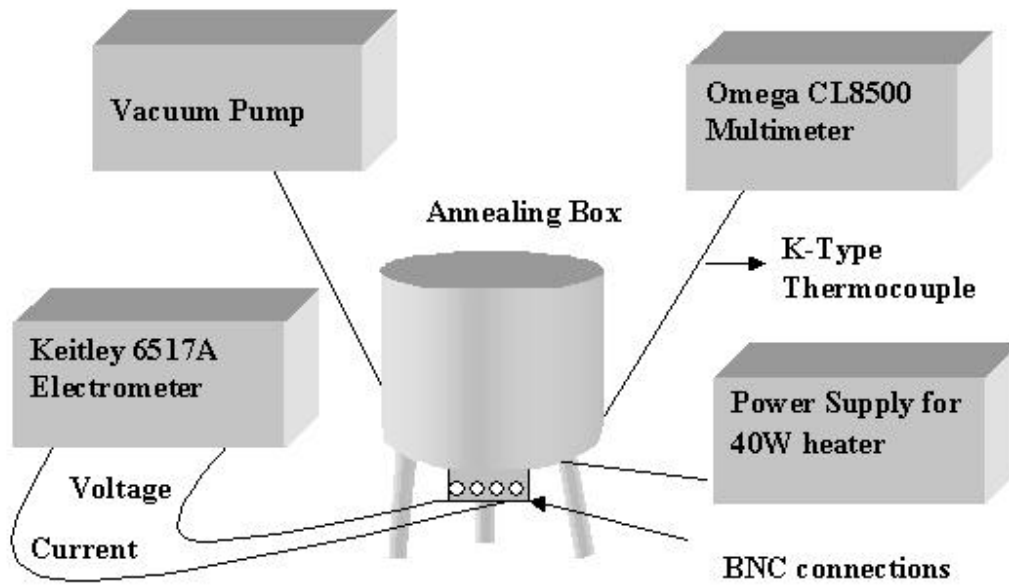 Vacuum Pump
Omega CL8500
Multimeter
Annealing Box
K-Type
Thermocouple
Keitley 6517A
Electrometer
Power Supply for
40W heater
Voltage
Current
BNC connections